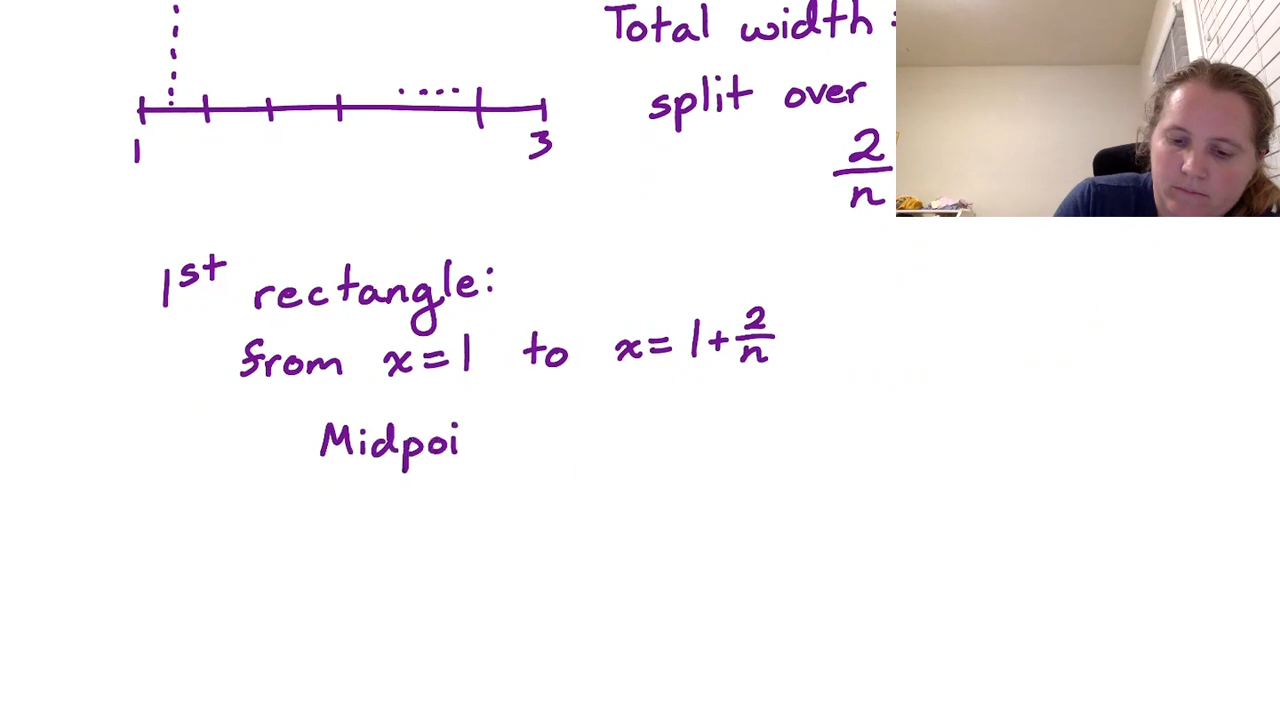 Total width =
split over
2/n
1 3
1st rectangle:
from x=1 to x=1+2/n
Midpoi